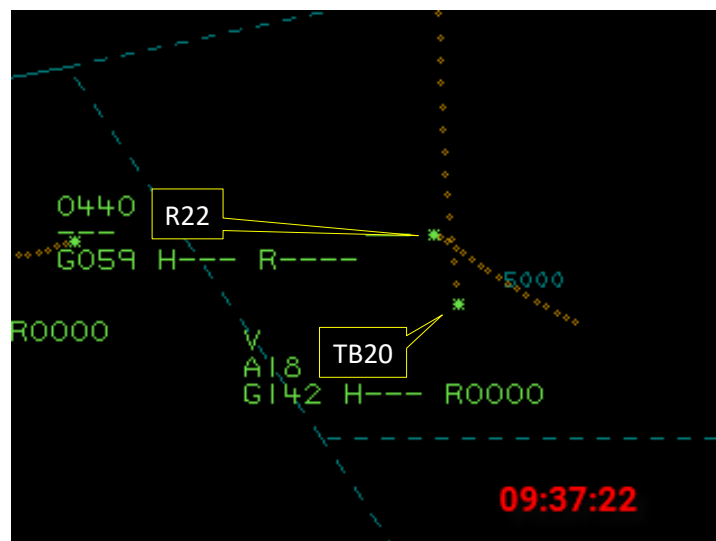 0440
---
G059 H--- R----
R22
5000
R0000
TB20
V
A18
G142 H--- R0000
09:37:22